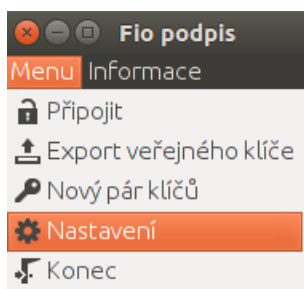 Fio podpis
Menu Informace
Připojit
Export veřejného klíče
Nový pár klíčů
Nastavení
Konec